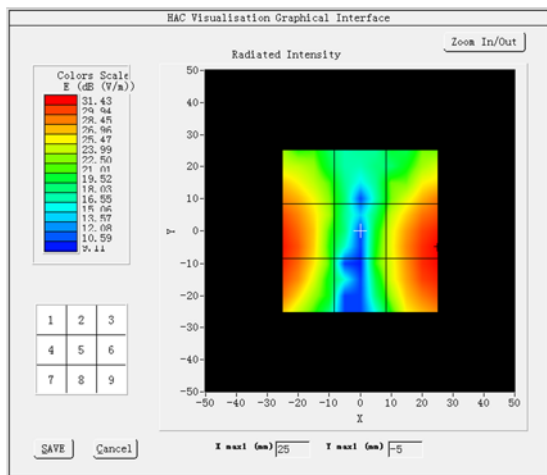 HAC Visualisation Graphical Interface
Zoom In/Out
Radiated Intensity
Colors Scale
E (dB (V/m))
31.43
29.94
28.45
26.96
25.47
23.99
22.50
21.01
19.52
18.03
16.55
15.06
13.57
12.08
10.59
9.11
50
40
30
20
10
0
-10
-20
-30
-40
-50
Y
-50 -40 -30 -20 -10 0 10 20 30 40 50
X
1 2 3
4 5 6
7 8 9
SAVE Cancel
X max1 (mm) 25 Y max1 (mm) -5